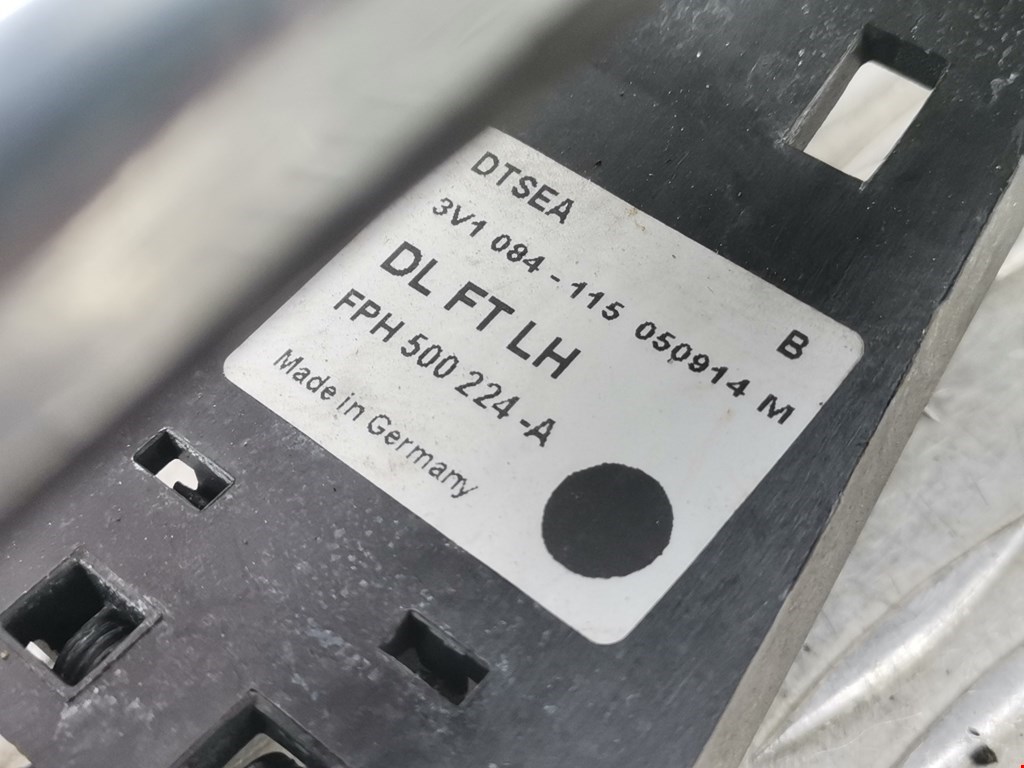 DTSEA
3V1 084 - 115 050914 M B
DL FT LH
FPH 500 224 -A
Made in Germany